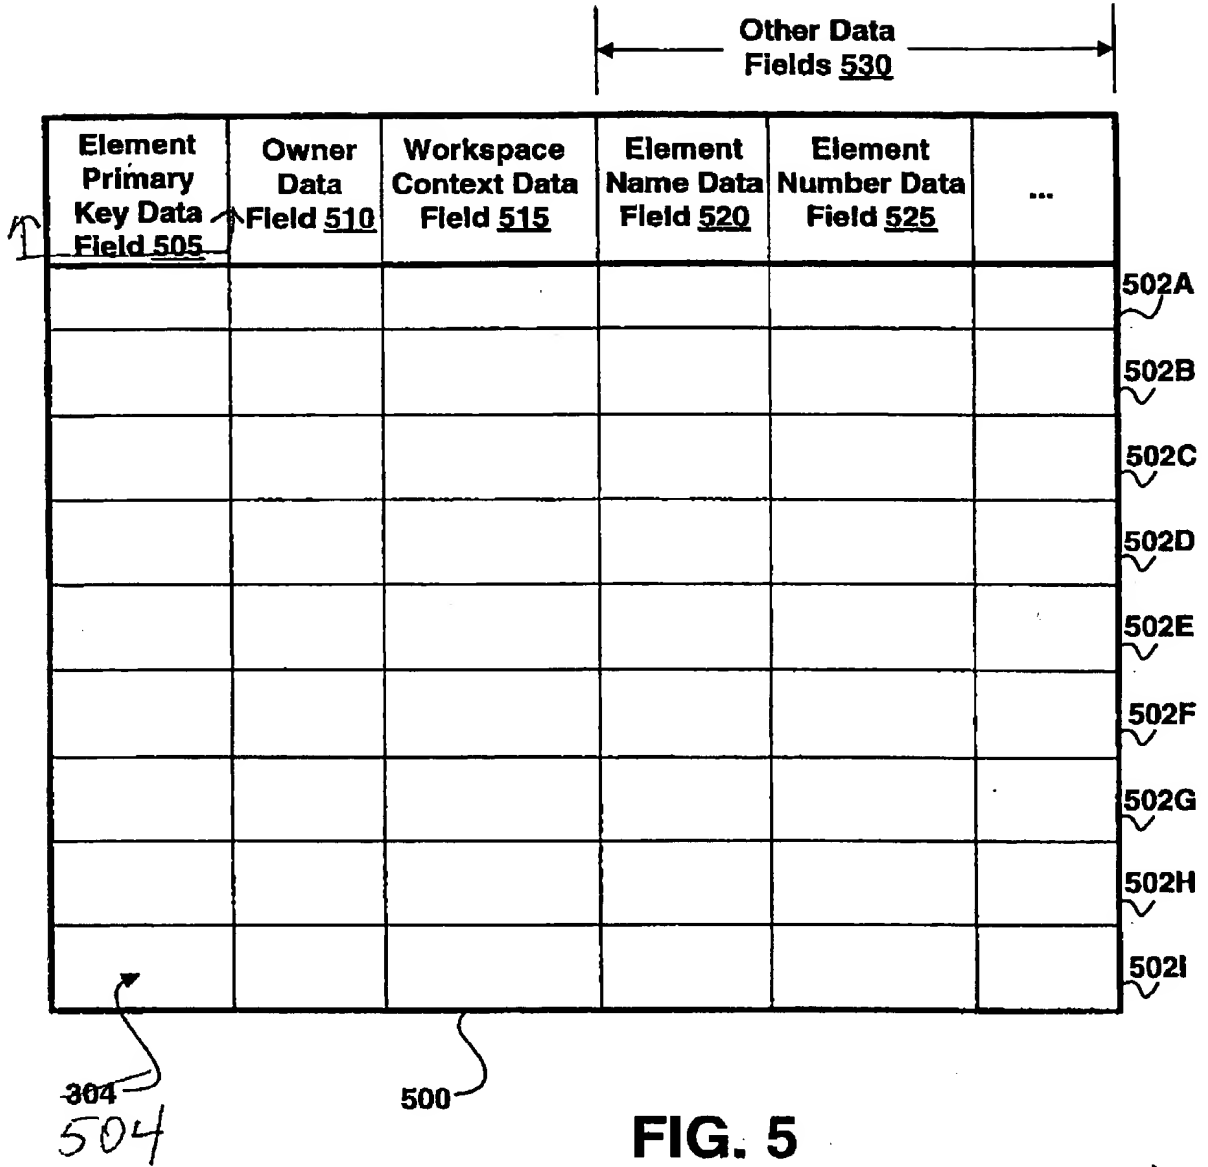 Other Data
Fields 530
Element
Primary
Key Data
Field 505
Owner
Data
Field 510
Workspace
Context Data
Field 515
Element
Name Data
Field 520
Element
Number Data
Field 525
...
502A
502B
502C
502D
502E
502F
502G
502H
502I
304
504
500
FIG. 5